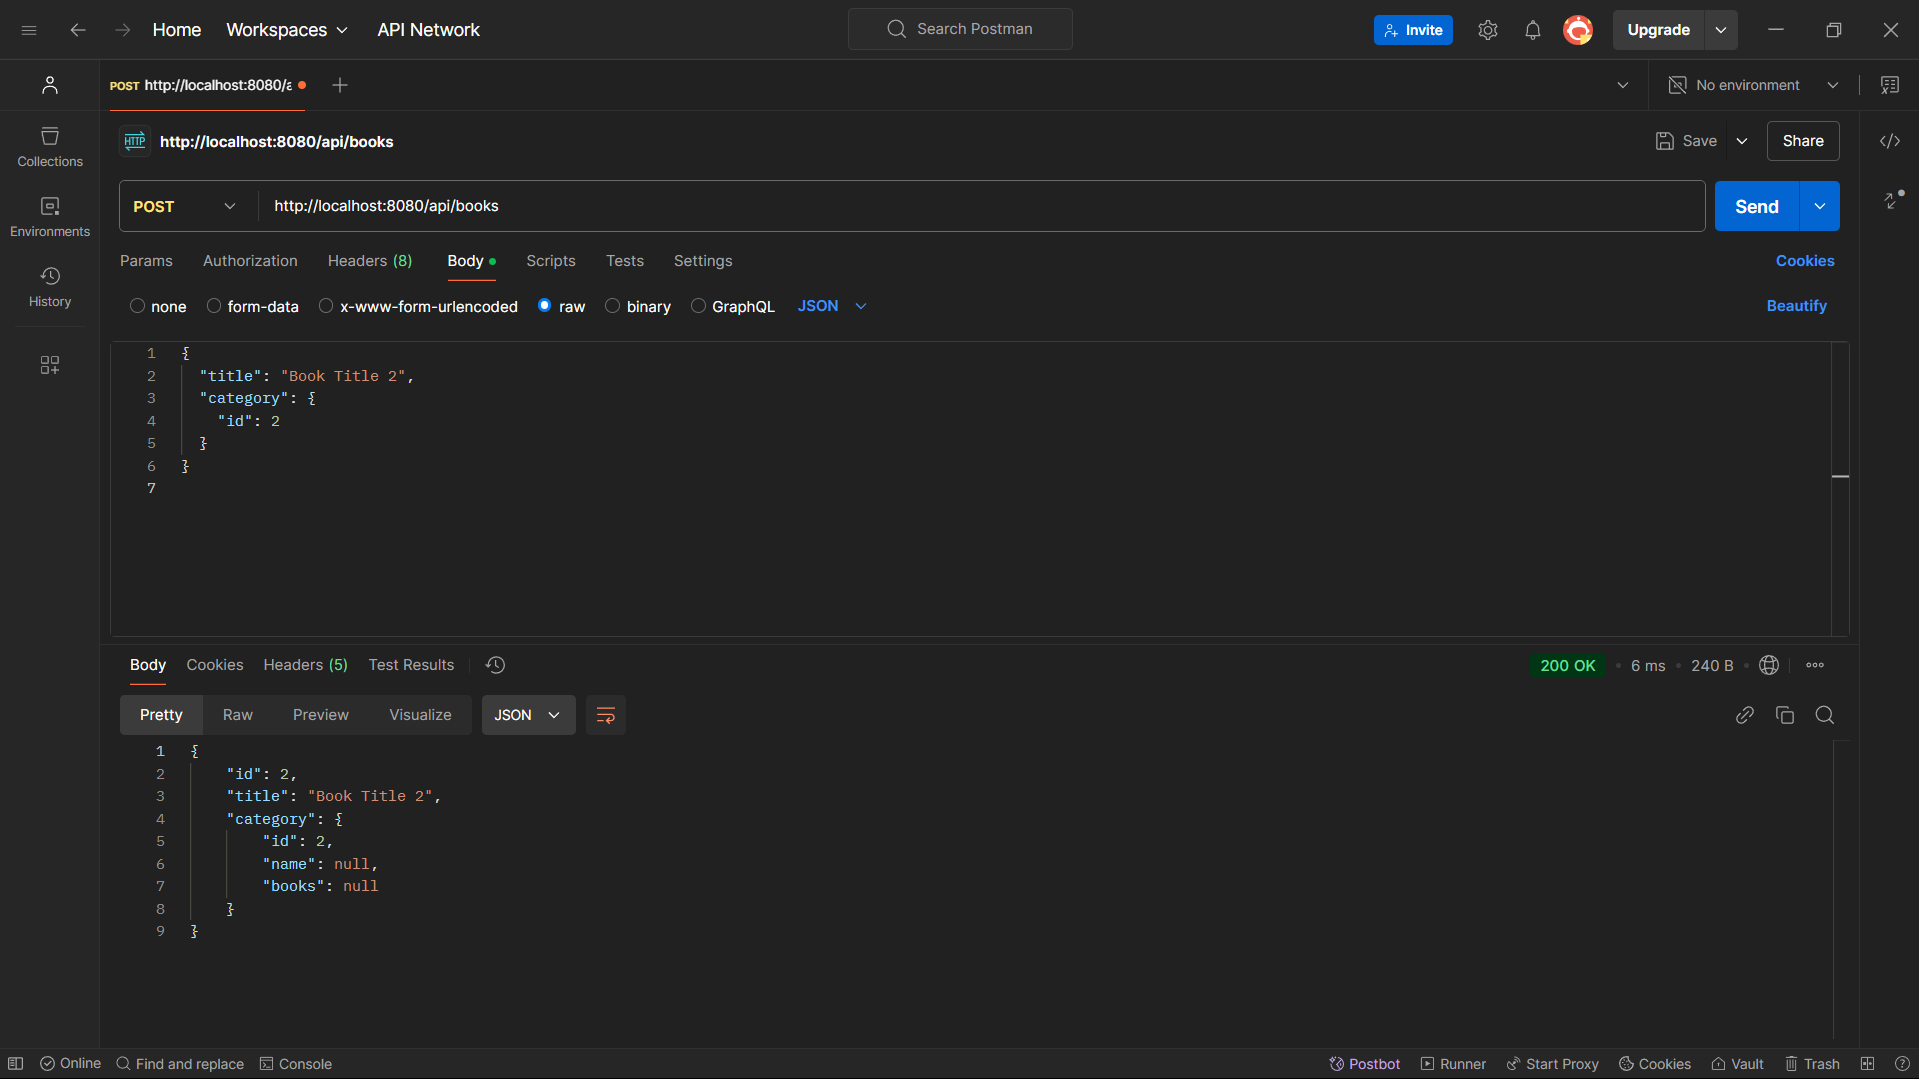 Home Workspaces API Network Search Postman Invite Upgrade
POST http://localhost:8080/a No environment
Collections
Environments
History
HTTP http://localhost:8080/api/books Save Share
POST http://localhost:8080/api/books Send
Params Authorization Headers (8) Body Scripts Tests Settings Cookies
none form-data x-www-form-urlencoded raw binary GraphQL JSON Beautify
1 {
2 "title": "Book Title 2",
3 "category": {
4 "id": 2
5 }
6 }
7
Body Cookies Headers (5) Test Results 200 OK 6 ms 240 B
Pretty Raw Preview Visualize JSON
1 {
2 "id": 2,
3 "title": "Book Title 2",
4 "category": {
5 "id": 2,
6 "name": null,
7 "books": null
8 }
9 }
Online Find and replace Console Postbot Runner Start Proxy Cookies Vault Trash